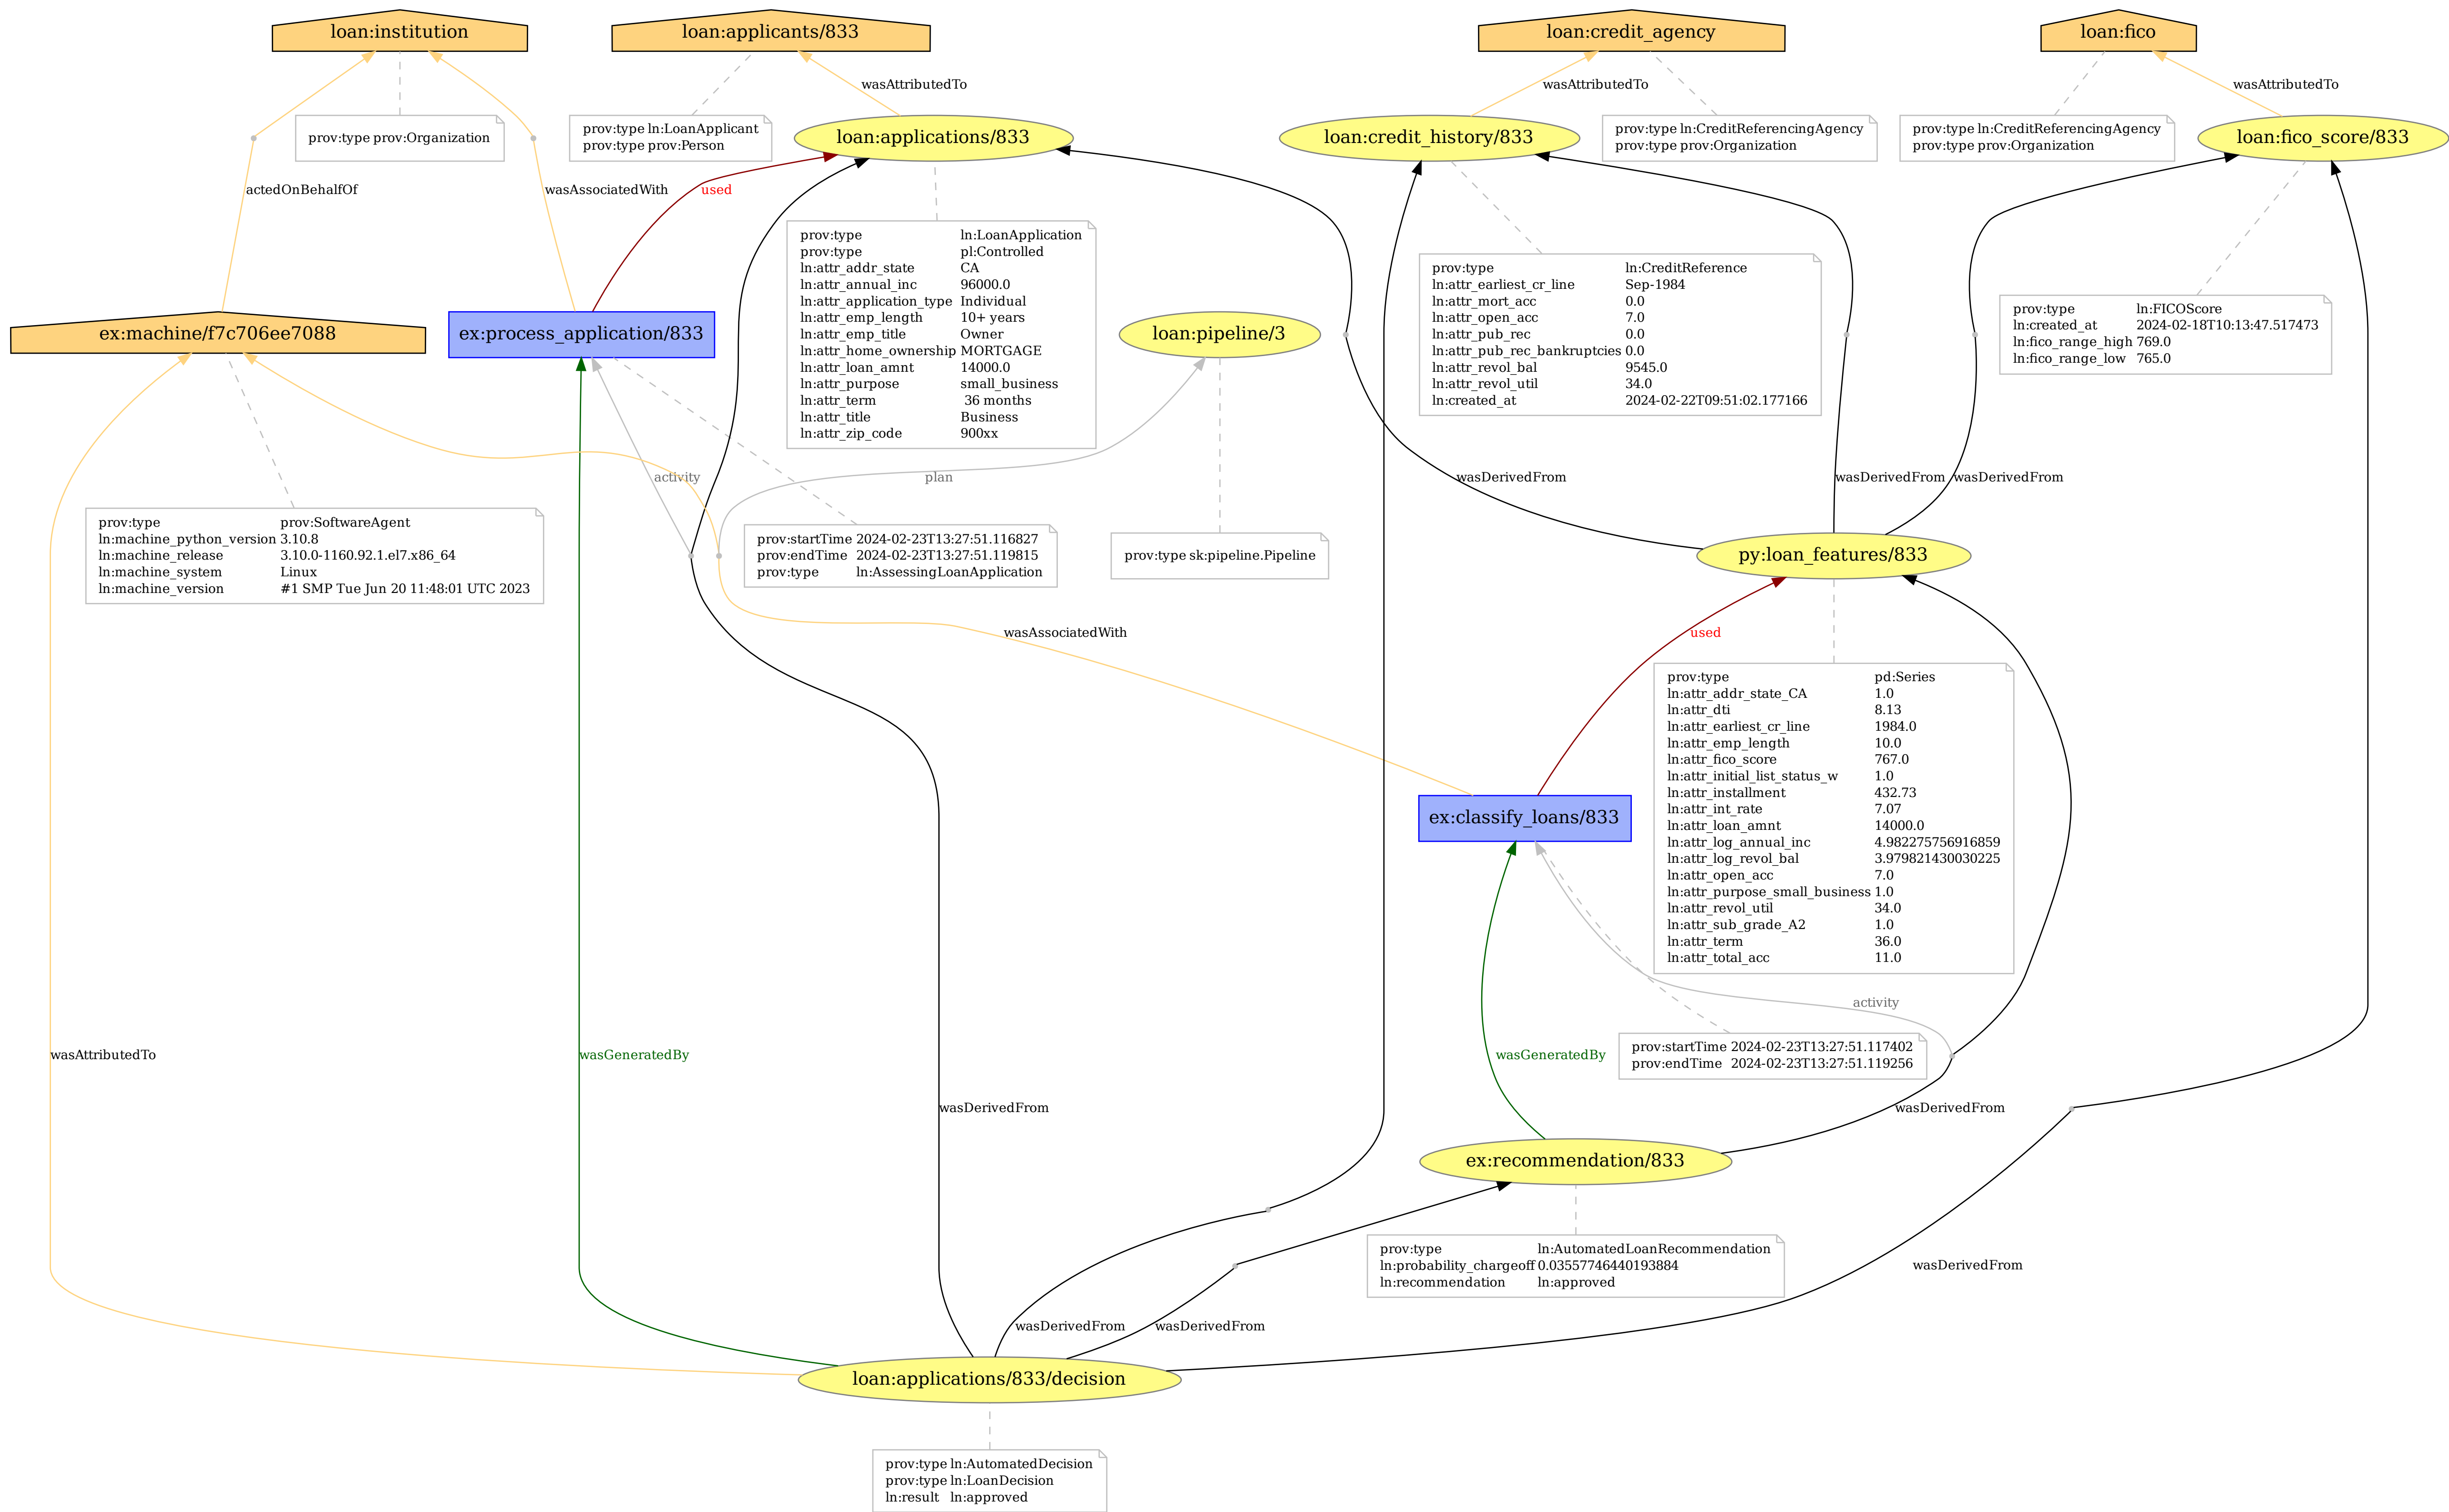 loan:institution
loan:applicants/833
loan:credit_agency
loan:fico
wasAttributedTo
wasAttributedTo
wasAttributedTo
prov:type prov:Organization
prov:type ln:LoanApplicant
prov:type prov:Person
loan:applications/833
loan:credit_history/833
prov:type ln:CreditReferencingAgency
prov:type prov:Organization
prov:type ln:CreditReferencingAgency
prov:type prov:Organization
loan:fico_score/833
actedOnBehalfOf
wasAssociatedWith
used
prov:type ln:LoanApplication
prov:type pl:Controlled
ln:attr_addr_state CA
ln:attr_annual_inc 96000.0
ln:attr_application_type Individual
ln:attr_emp_length 10+ years
ln:attr_emp_title Owner
ln:attr_home_ownership MORTGAGE
ln:attr_loan_amnt 14000.0
ln:attr_purpose small_business
ln:attr_term 36 months
ln:attr_title Business
ln:attr_zip_code 900xx
prov:type ln:CreditReference
ln:attr_earliest_cr_line Sep-1984
ln:attr_mort_acc 0.0
ln:attr_open_acc 7.0
ln:attr_pub_rec 0.0
ln:attr_pub_rec_bankruptcies 0.0
ln:attr_revol_bal 9545.0
ln:attr_revol_util 34.0
ln:created_at 2024-02-22T09:51:02.177166
prov:type ln:FICOScore
ln:created_at 2024-02-18T10:13:47.517473
ln:fico_range_high 769.0
ln:fico_range_low 765.0
ex:machine/f7c706ee7088
ex:process_application/833
loan:pipeline/3
activity
plan
wasDerivedFrom
wasDerivedFrom
wasDerivedFrom
prov:type prov:SoftwareAgent
ln:machine_python_version 3.10.8
ln:machine_release 3.10.0-1160.92.1.el7.x86_64
ln:machine_system Linux
ln:machine_version #1 SMP Tue Jun 20 11:48:01 UTC 2023
prov:startTime 2024-02-23T13:27:51.116827
prov:endTime 2024-02-23T13:27:51.119815
prov:type ln:AssessingLoanApplication
prov:type sk:pipeline.Pipeline
py:loan_features/833
wasAssociatedWith
used
prov:type pd:Series
ln:attr_addr_state_CA 1.0
ln:attr_dti 8.13
ln:attr_earliest_cr_line 1984.0
ln:attr_emp_length 10.0
ln:attr_fico_score 767.0
ln:attr_initial_list_status_w 1.0
ln:attr_installment 432.73
ln:attr_int_rate 7.07
ln:attr_loan_amnt 14000.0
ln:attr_log_annual_inc 4.982275756916859
ln:attr_log_revol_bal 3.979821430030225
ln:attr_open_acc 7.0
ln:attr_purpose_small_business 1.0
ln:attr_revol_util 34.0
ln:attr_sub_grade_A2 1.0
ln:attr_term 36.0
ln:attr_total_acc 11.0
ex:classify_loans/833
activity
prov:startTime 2024-02-23T13:27:51.117402
prov:endTime 2024-02-23T13:27:51.119256
wasAttributedTo
wasGeneratedBy
wasGeneratedBy
wasDerivedFrom
wasDerivedFrom
ex:recommendation/833
prov:type ln:AutomatedLoanRecommendation
ln:probability_chargeoff 0.03557746440193884
ln:recommendation ln:approved
wasDerivedFrom
wasDerivedFrom
wasDerivedFrom
loan:applications/833/decision
prov:type ln:AutomatedDecision
prov:type ln:LoanDecision
ln:result ln:approved